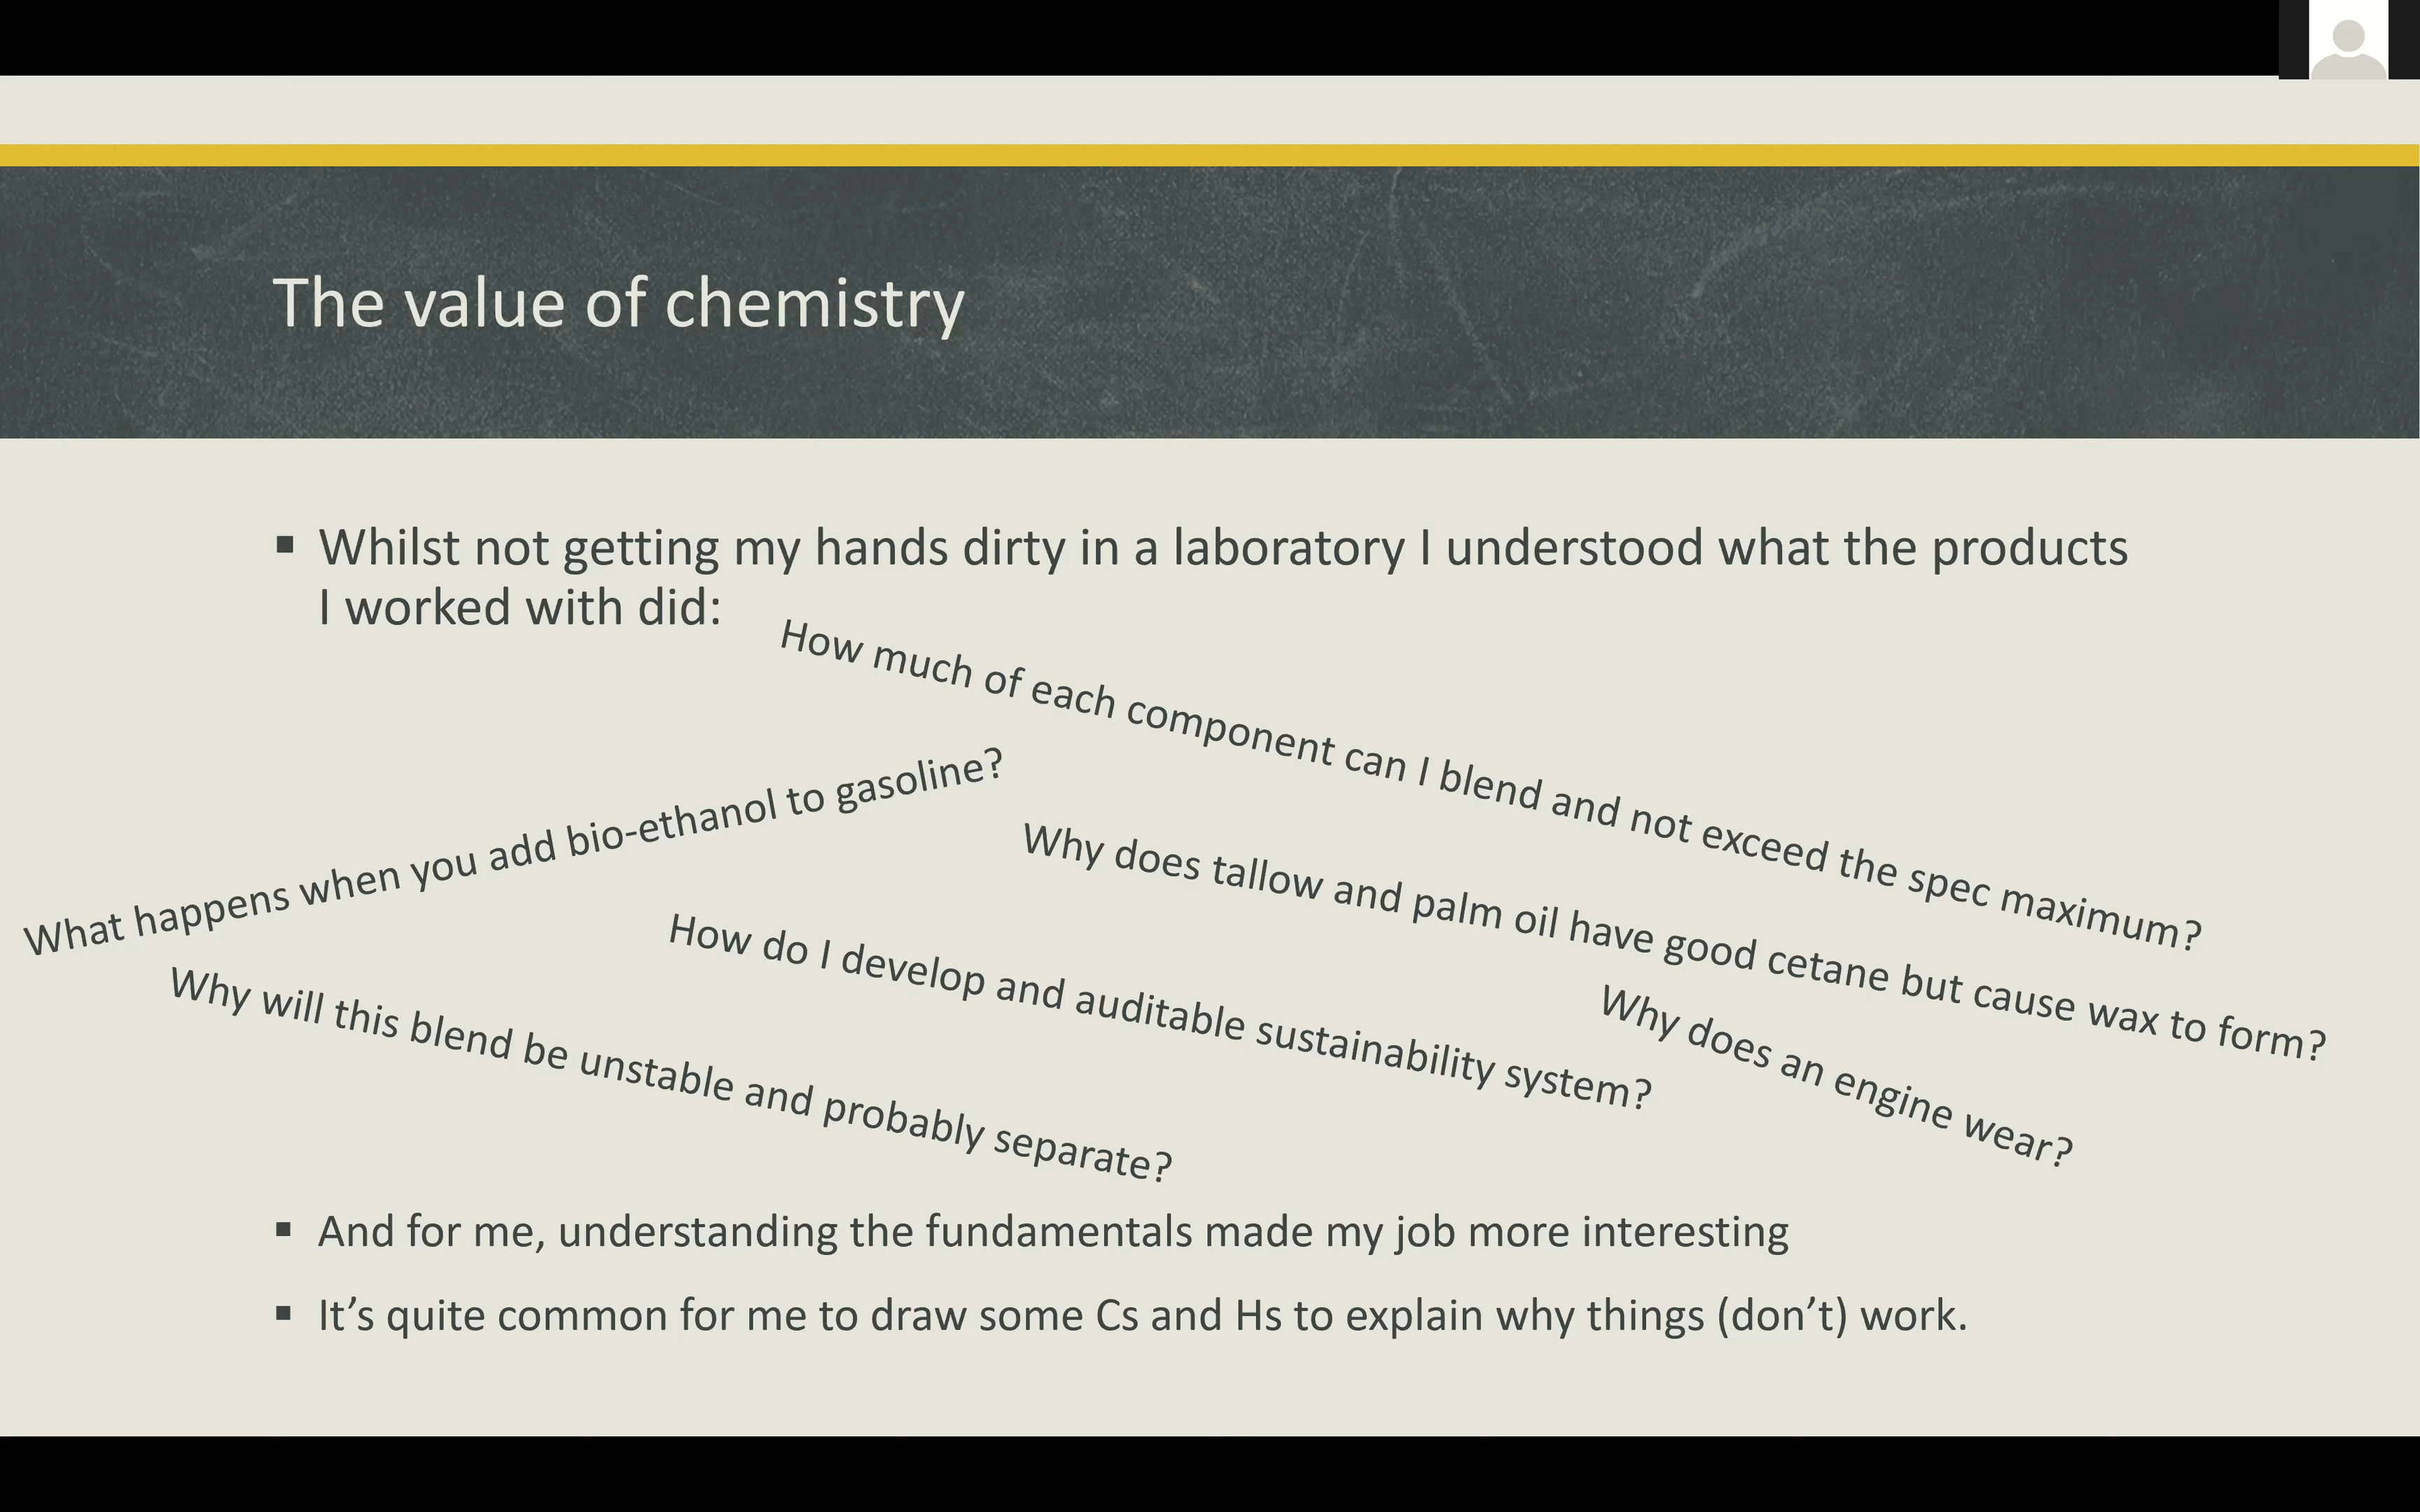 The value of chemistry
▪ Whilst not getting my hands dirty in a laboratory I understood what the products
I worked with did:
How much of each component can I blend and not exceed the spec maximum?
What happens when you add bio-ethanol to gasoline?
Why does tallow and palm oil have good cetane but cause wax to form?
How do I develop and auditable sustainability system?
Why does an engine wear?
Why will this blend be unstable and probably separate?
▪ And for me, understanding the fundamentals made my job more interesting
▪ It’s quite common for me to draw some Cs and Hs to explain why things (don’t) work.